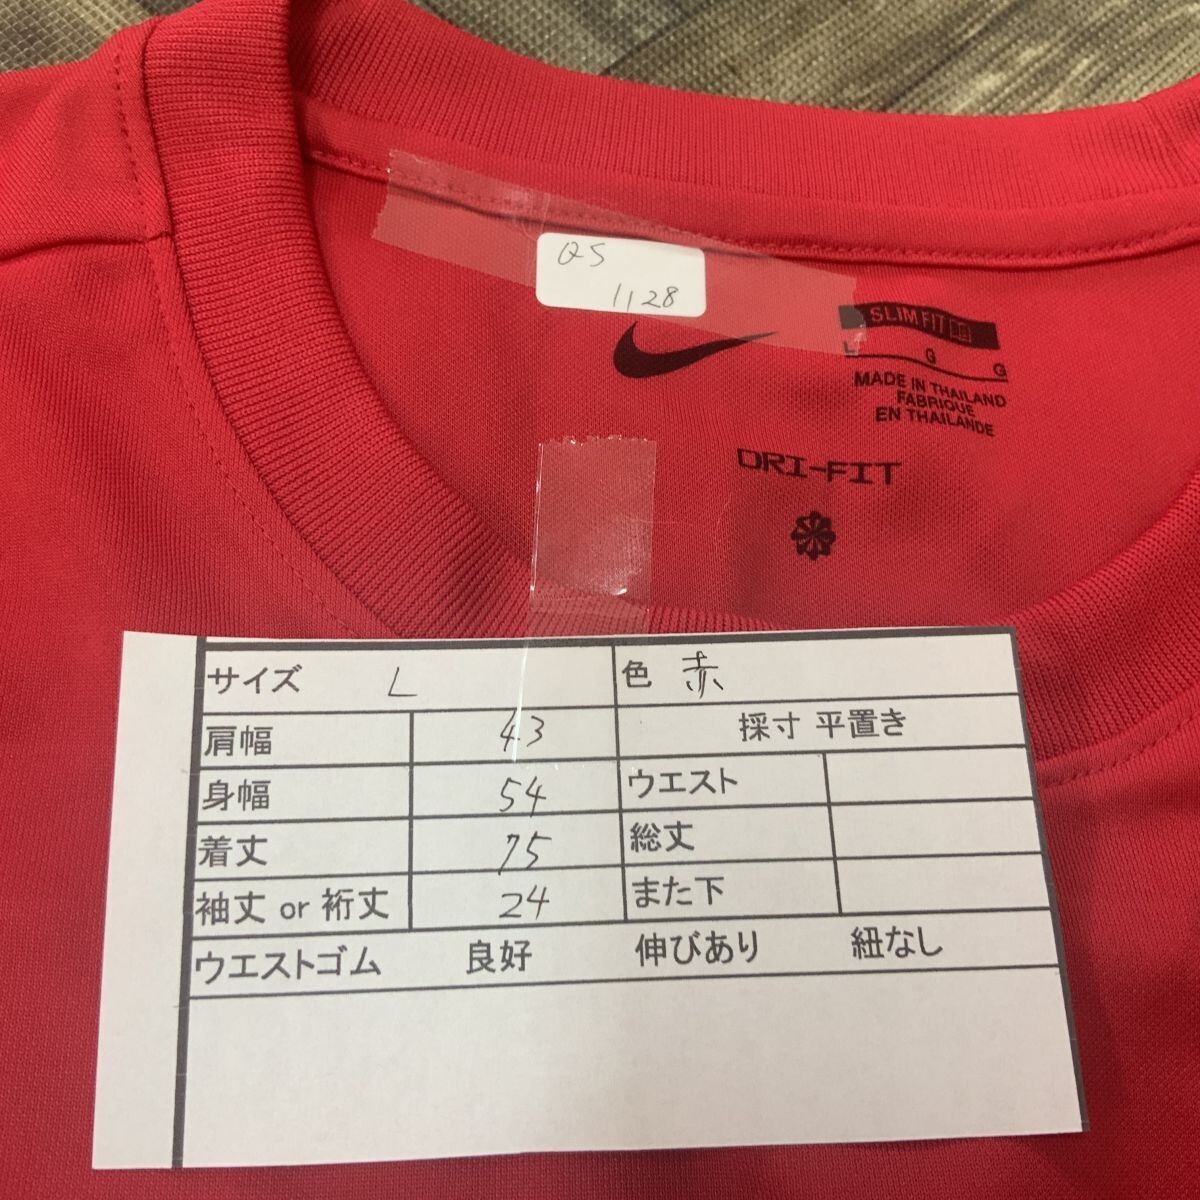 QS
1128
SLIM FIT
L G G
MADE IN THAILAND
FABRIQUÉ
EN THAILANDE
DRI-FIT
サイズ L 色 赤
肩幅 43 採寸 平置き
身幅 54 ウエスト
着丈 75 総丈
袖丈 or 裄丈 24 また下
ウエストゴム 良好 伸びあり 紐なし